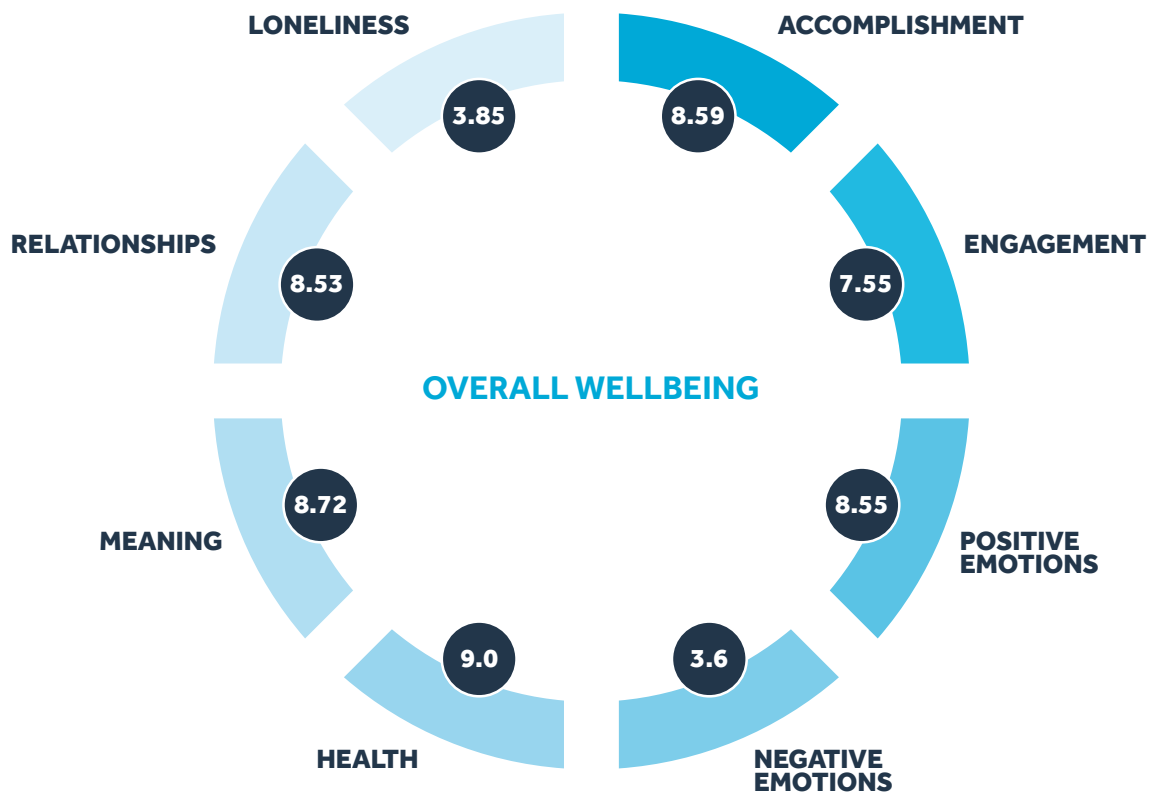 LONELINESS
ACCOMPLISHMENT
3.85
8.59
RELATIONSHIPS
ENGAGEMENT
8.53
7.55
OVERALL WELLBEING
8.72
8.55
MEANING
POSITIVE
EMOTIONS
9.0
3.6
HEALTH
NEGATIVE
EMOTIONS